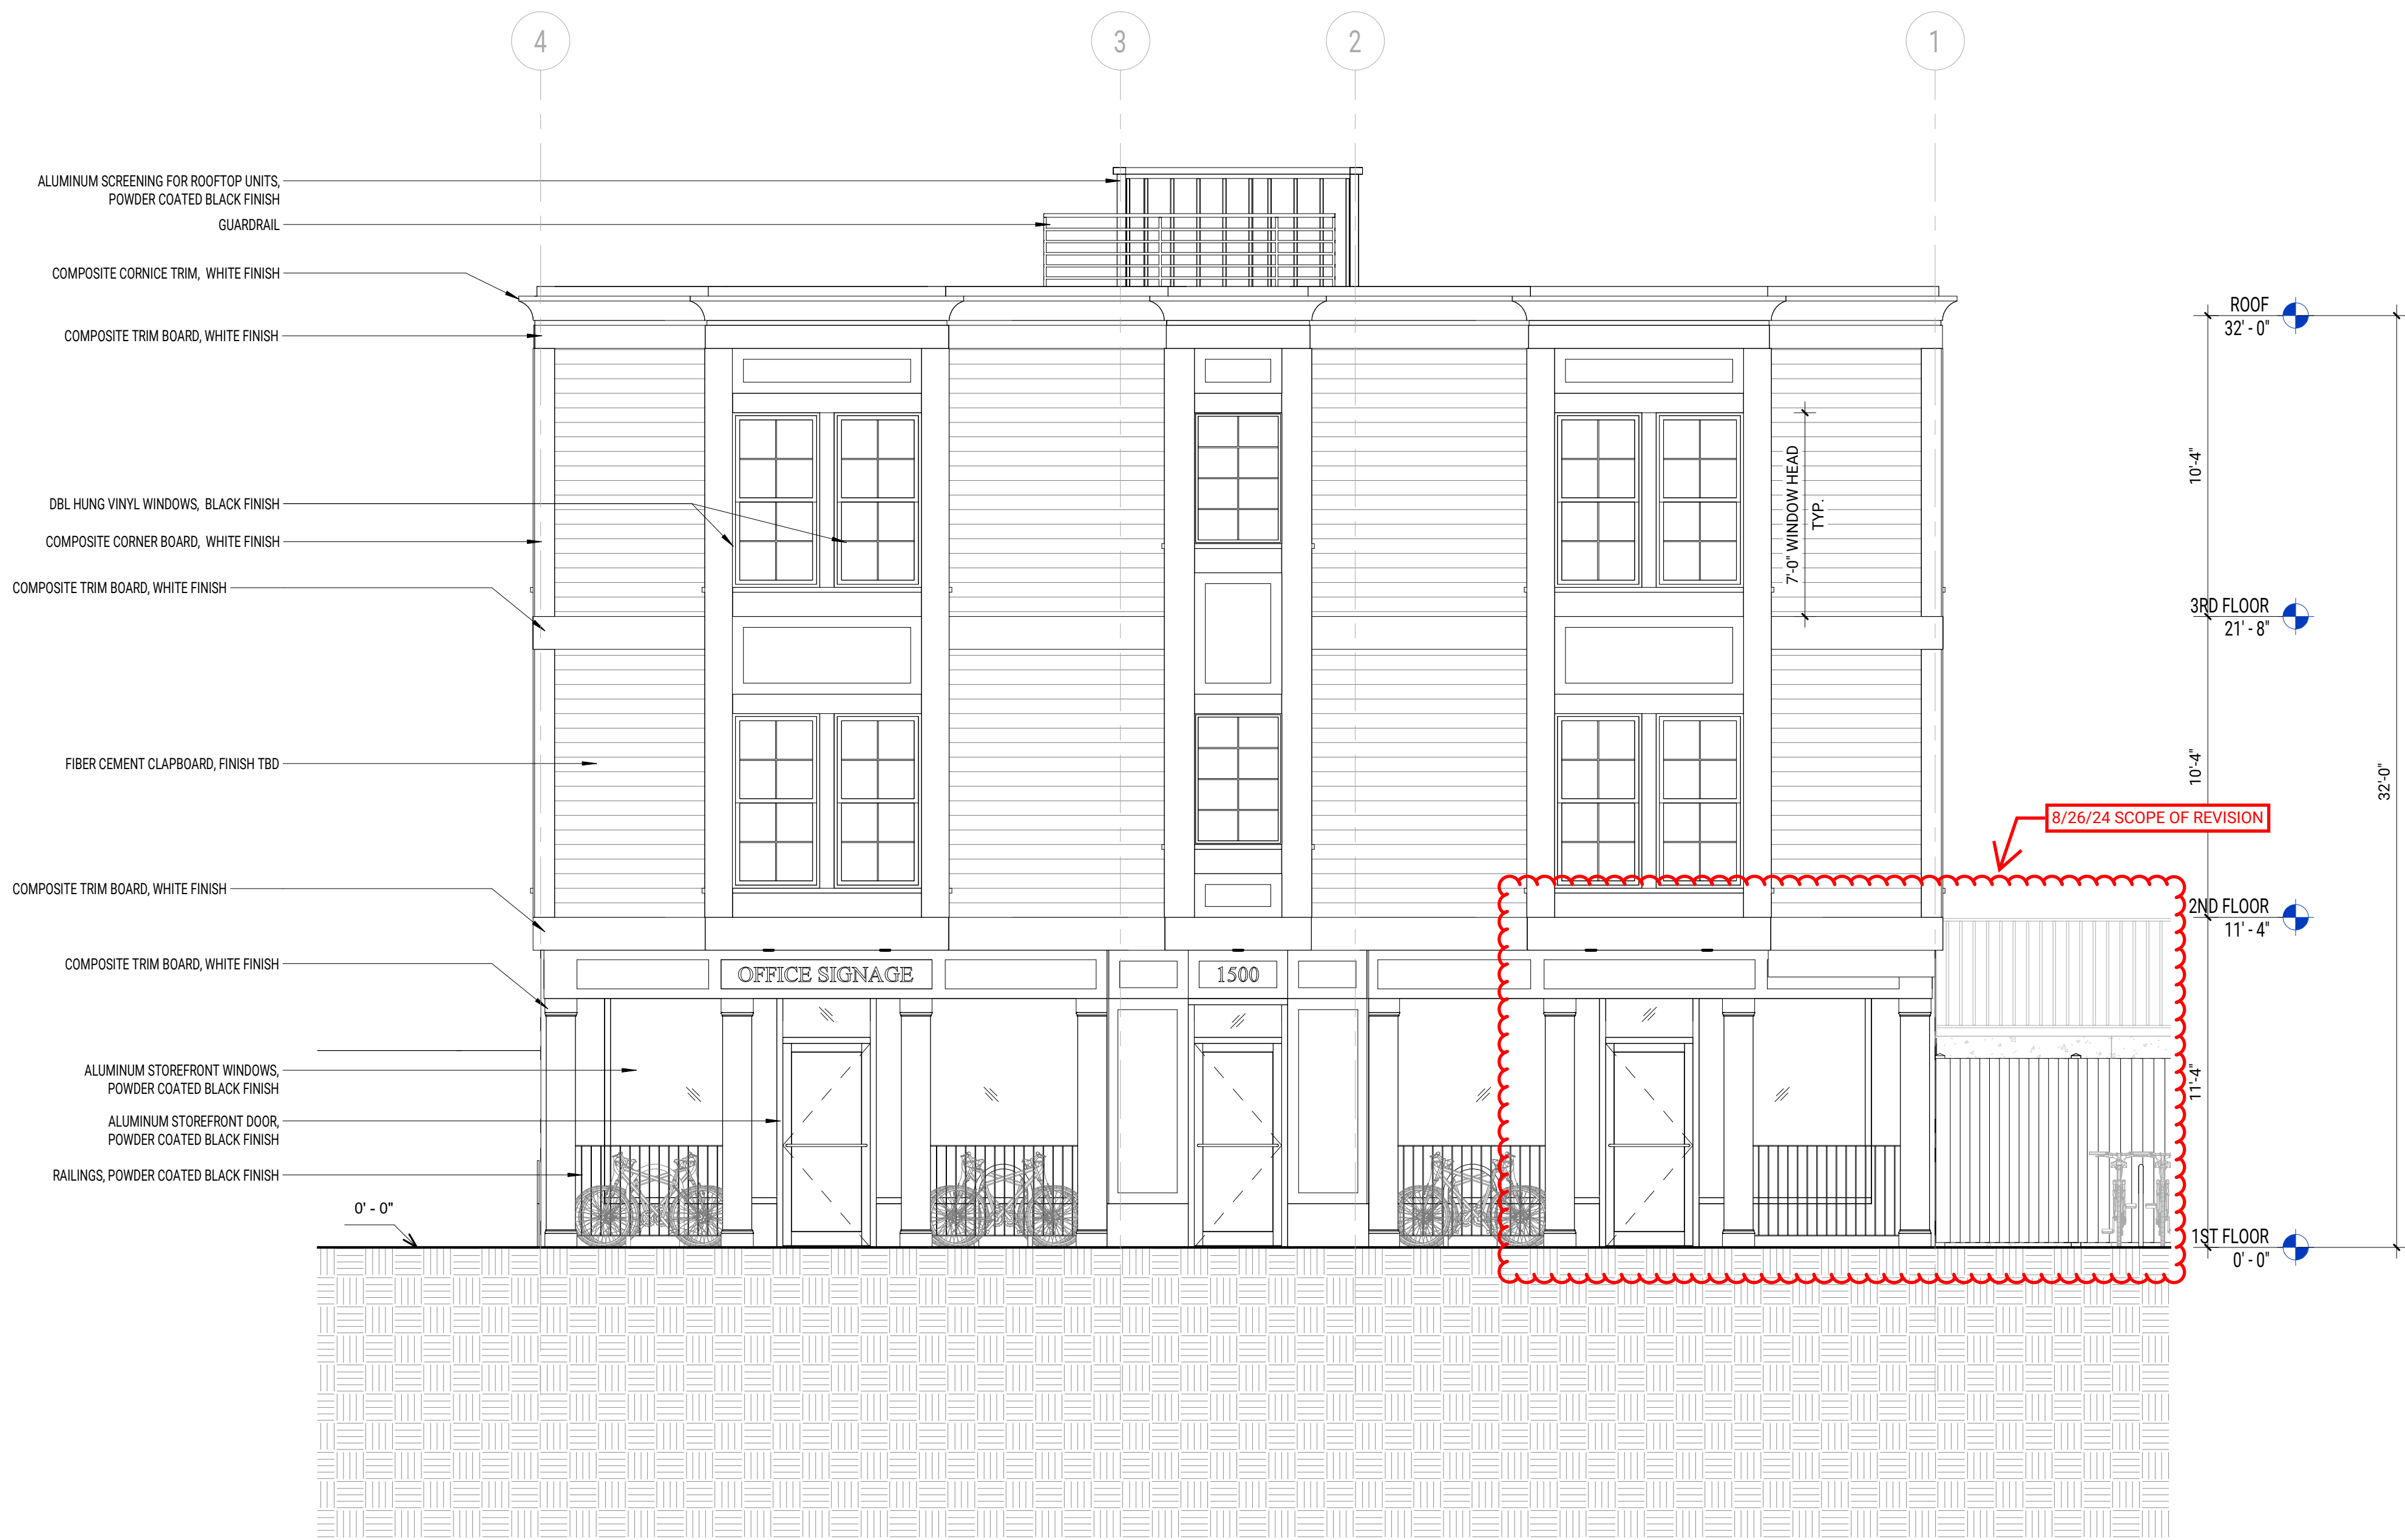 4
3
2
1
ALUMINUM SCREENING FOR ROOFTOP UNITS,
POWDER COATED BLACK FINISH
GUARDRAIL
COMPOSITE CORNICE TRIM, WHITE FINISH
COMPOSITE TRIM BOARD, WHITE FINISH
DBL HUNG VINYL WINDOWS, BLACK FINISH
COMPOSITE CORNER BOARD, WHITE FINISH
COMPOSITE TRIM BOARD, WHITE FINISH
FIBER CEMENT CLAPBOARD, FINISH TBD
COMPOSITE TRIM BOARD, WHITE FINISH
COMPOSITE TRIM BOARD, WHITE FINISH
ALUMINUM STOREFRONT WINDOWS,
POWDER COATED BLACK FINISH
ALUMINUM STOREFRONT DOOR,
POWDER COATED BLACK FINISH
RAILINGS, POWDER COATED BLACK FINISH
0' - 0"
OFFICE SIGNAGE
1500
7'-0" WINDOW HEAD
TYP.
8/26/24 SCOPE OF REVISION
ROOF
32' - 0"
10'-4"
3RD FLOOR
21' - 8"
10'-4"
32'-0"
2ND FLOOR
11' - 4"
11'-4"
1ST FLOOR
0' - 0"